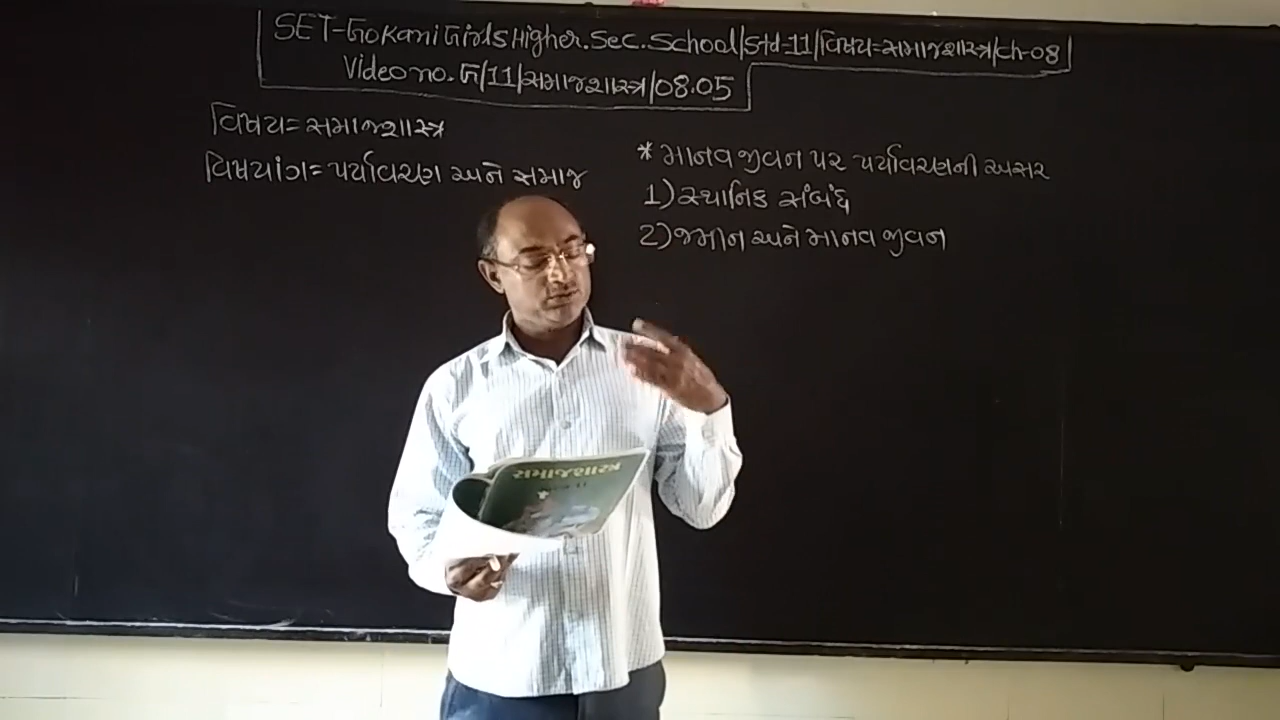 SET-Gokani Girls Higher.Sec.School/Std-11/વિષય=સમાજશાસ્ત્ર/ch-08
Video no. G/11/સમાજશાસ્ત્ર/08.05
વિષય=સમાજશાસ્ત્ર
વિષયાંગ=પર્યાવરણ અને સમાજ
* માનવ જીવન પર પર્યાવરણની અસર
1) સ્થાનિક સંબંધ
2) જમીન અને માનવ જીવન
સમાજશાસ્ત્ર
11